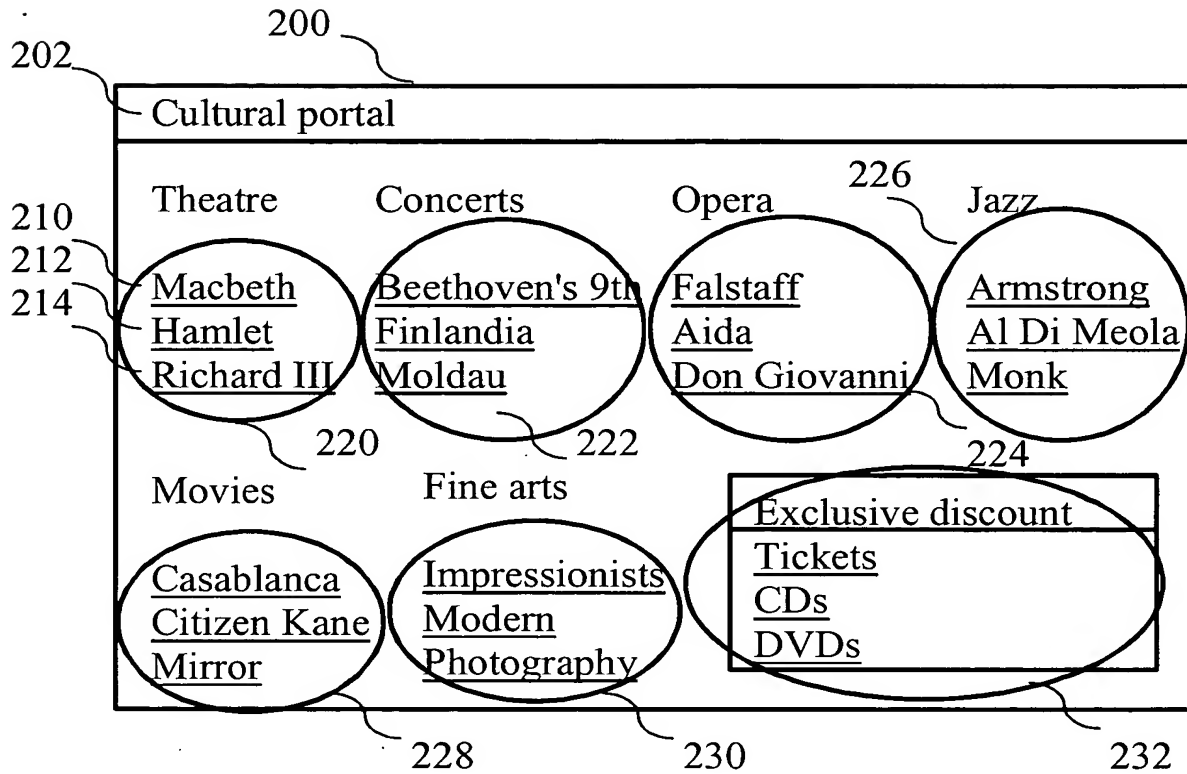 200
202
Cultural portal
226
Theatre Concerts Opera Jazz
210
212
214
Macbeth Beethoven's 9th Falstaff Armstrong
Hamlet Finlandia Aida Al Di Meola
Richard III Moldau Don Giovanni Monk
220 222 224
Movies Fine arts
Exclusive discount
Casablanca Impressionists Tickets
Citizen Kane Modern CDs
Mirror Photography DVDs
228 230 232